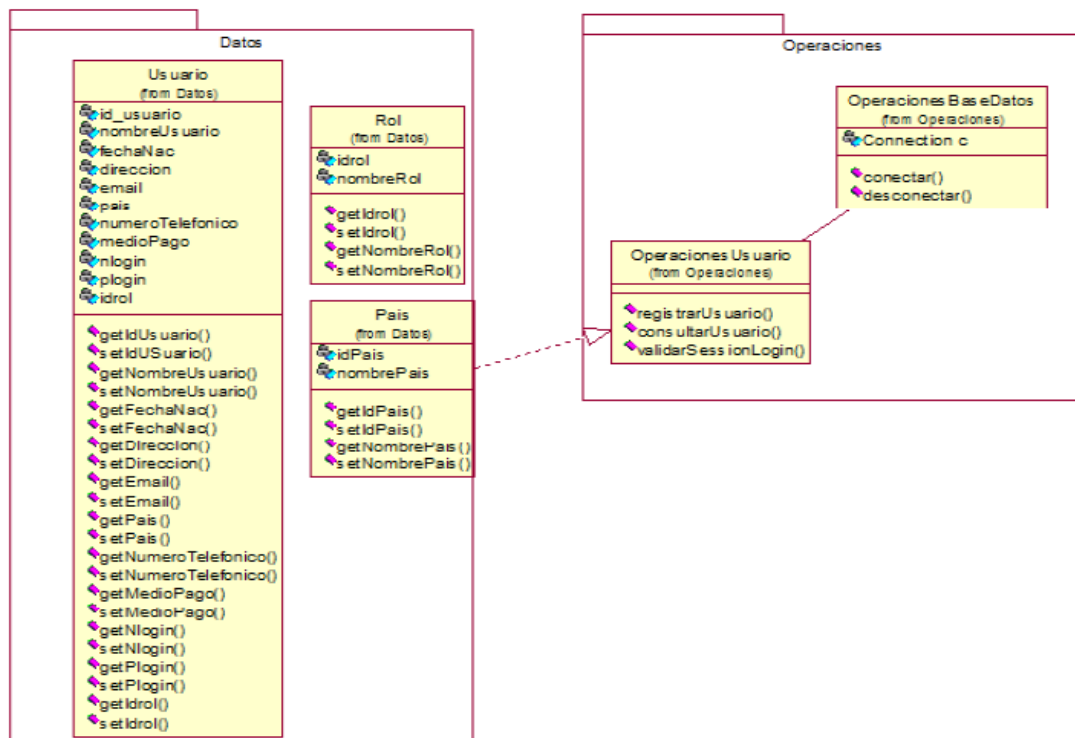 Datos
Usuario
(from Datos)
id_usuario
nombreUsuario
fechaNac
direccion
email
pais
numeroTelefonico
medioPago
nlogin
plogin
idrol
getIdUsuario()
setIdUSuario()
getNombreUsuario()
setNombreUsuario()
getFechaNac()
setFechaNac()
getDireccion()
setDireccion()
getEmail()
setEmail()
getPais()
setPais()
getNumeroTelefonico()
setNumeroTelefonico()
getMedioPago()
setMedioPago()
getNlogin()
setNlogin()
getPlogin()
setPlogin()
getIdrol()
setIdrol()
Rol
(from Datos)
idrol
nombreRol
getIdrol()
setIdrol()
getNombreRol()
setNombreRol()
Pais
(from Datos)
idPais
nombrePais
getIdPais()
setIdPais()
getNombrePais()
setNombrePais()
Operaciones
OperacionesBaseDatos
(from Operaciones)
Connection c
conectar()
desconectar()
OperacionesUsuario
(from Operaciones)
registrarUsuario()
consultarUsuario()
validarSessionLogin()